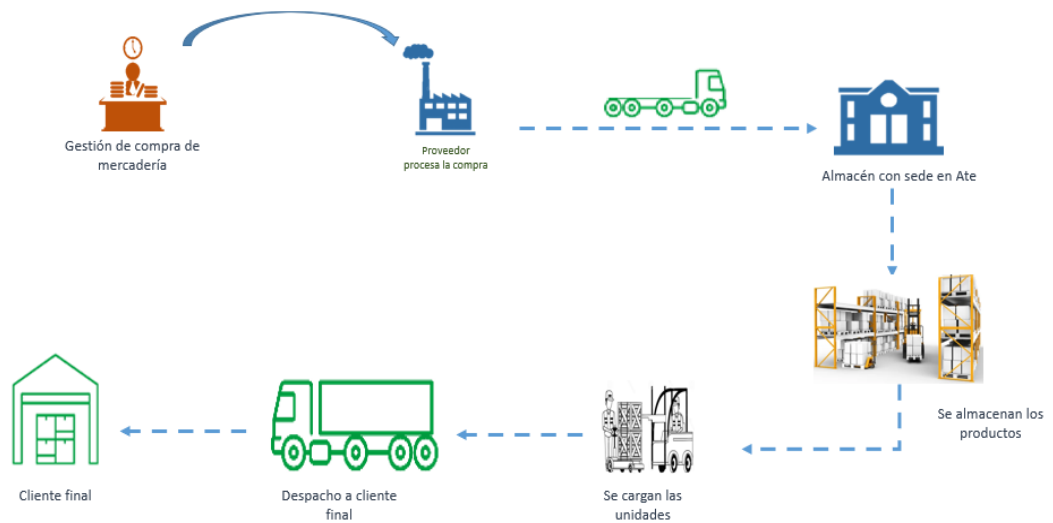 Gestión de compra de
mercadería
Proveedor
procesa la compra
Almacén con sede en Ate
Se almacenan los
productos
Se cargan las
unidades
Despacho a cliente
final
Cliente final